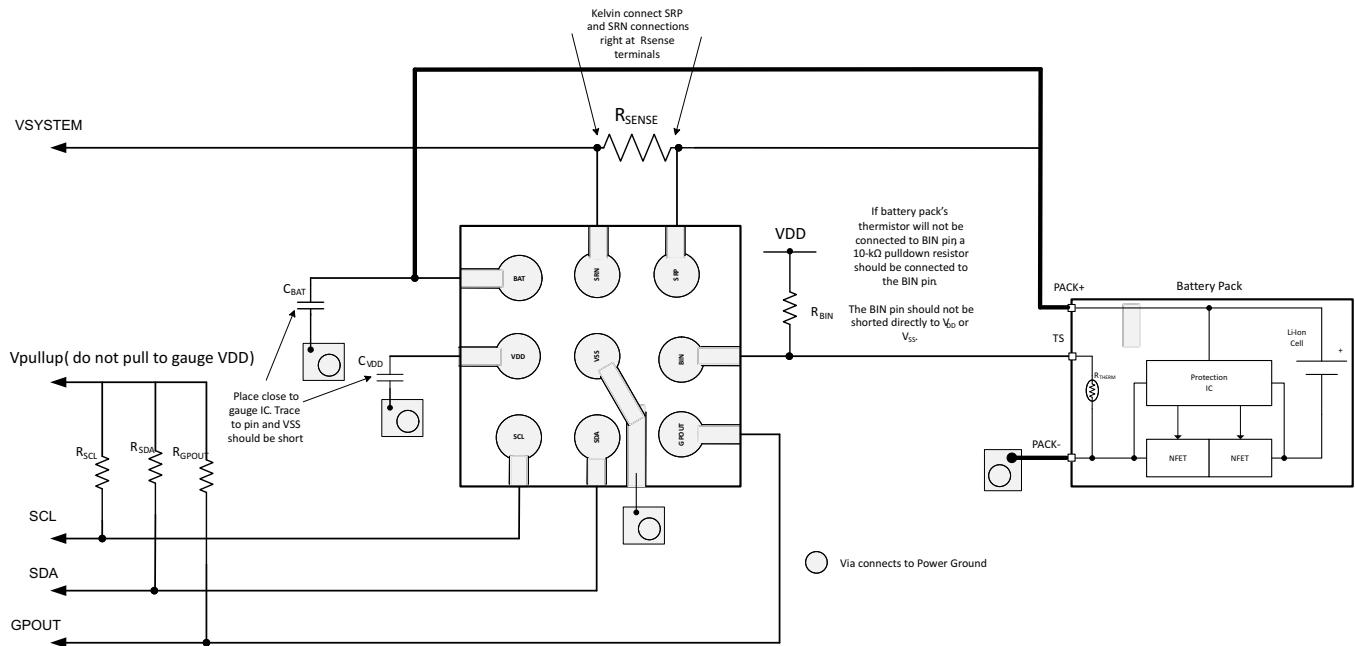 Kelvin connect SRP
and SRN connections
right at Rsense
terminals
VSYSTEM
RSENSE
If battery pack's
thermistor will not be
connected to BIN pin, a
10-kΩ pulldown resistor
should be connected to
the BIN pin.
The BIN pin should not be
shorted directly to VDD or
VSS.
VDD
RBIN
BAT
SRN
SRP
VDD
VSS
BIN
SCL
SDA
GPOUT
CBAT
CVDD
Vpullup( do not pull to gauge VDD)
Place close to
gauge IC. Trace
to pin and VSS
should be short
RSCL
RSDA
RGPOUT
SCL
SDA
GPOUT
PACK+
Battery Pack
TS
Li-Ion
Cell
+
RTHERM
Protection
IC
PACK-
NFET
NFET
Via connects to Power Ground